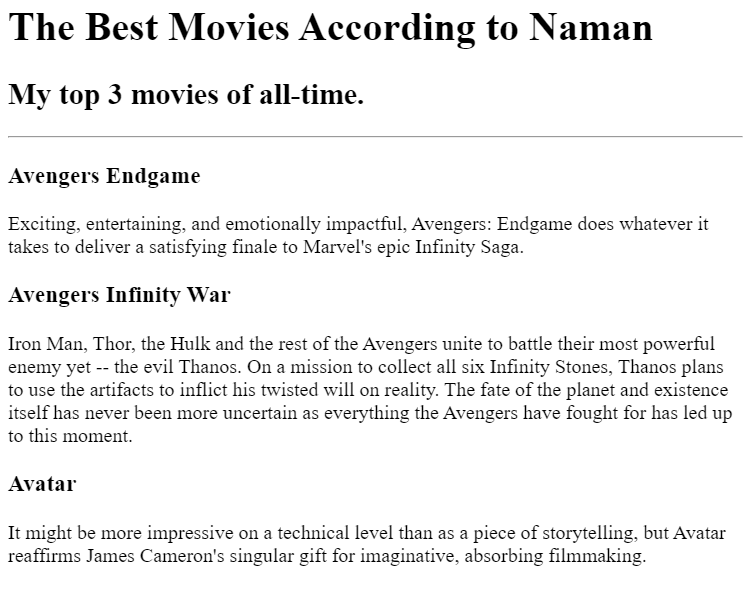 The Best Movies According to Naman
My top 3 movies of all-time.
Avengers Endgame
Exciting, entertaining, and emotionally impactful, Avengers: Endgame does whatever it
takes to deliver a satisfying finale to Marvel's epic Infinity Saga.
Avengers Infinity War
Iron Man, Thor, the Hulk and the rest of the Avengers unite to battle their most powerful
enemy yet -- the evil Thanos. On a mission to collect all six Infinity Stones, Thanos plans
to use the artifacts to inflict his twisted will on reality. The fate of the planet and existence
itself has never been more uncertain as everything the Avengers have fought for has led up
to this moment.
Avatar
It might be more impressive on a technical level than as a piece of storytelling, but Avatar
reaffirms James Cameron's singular gift for imaginative, absorbing filmmaking.